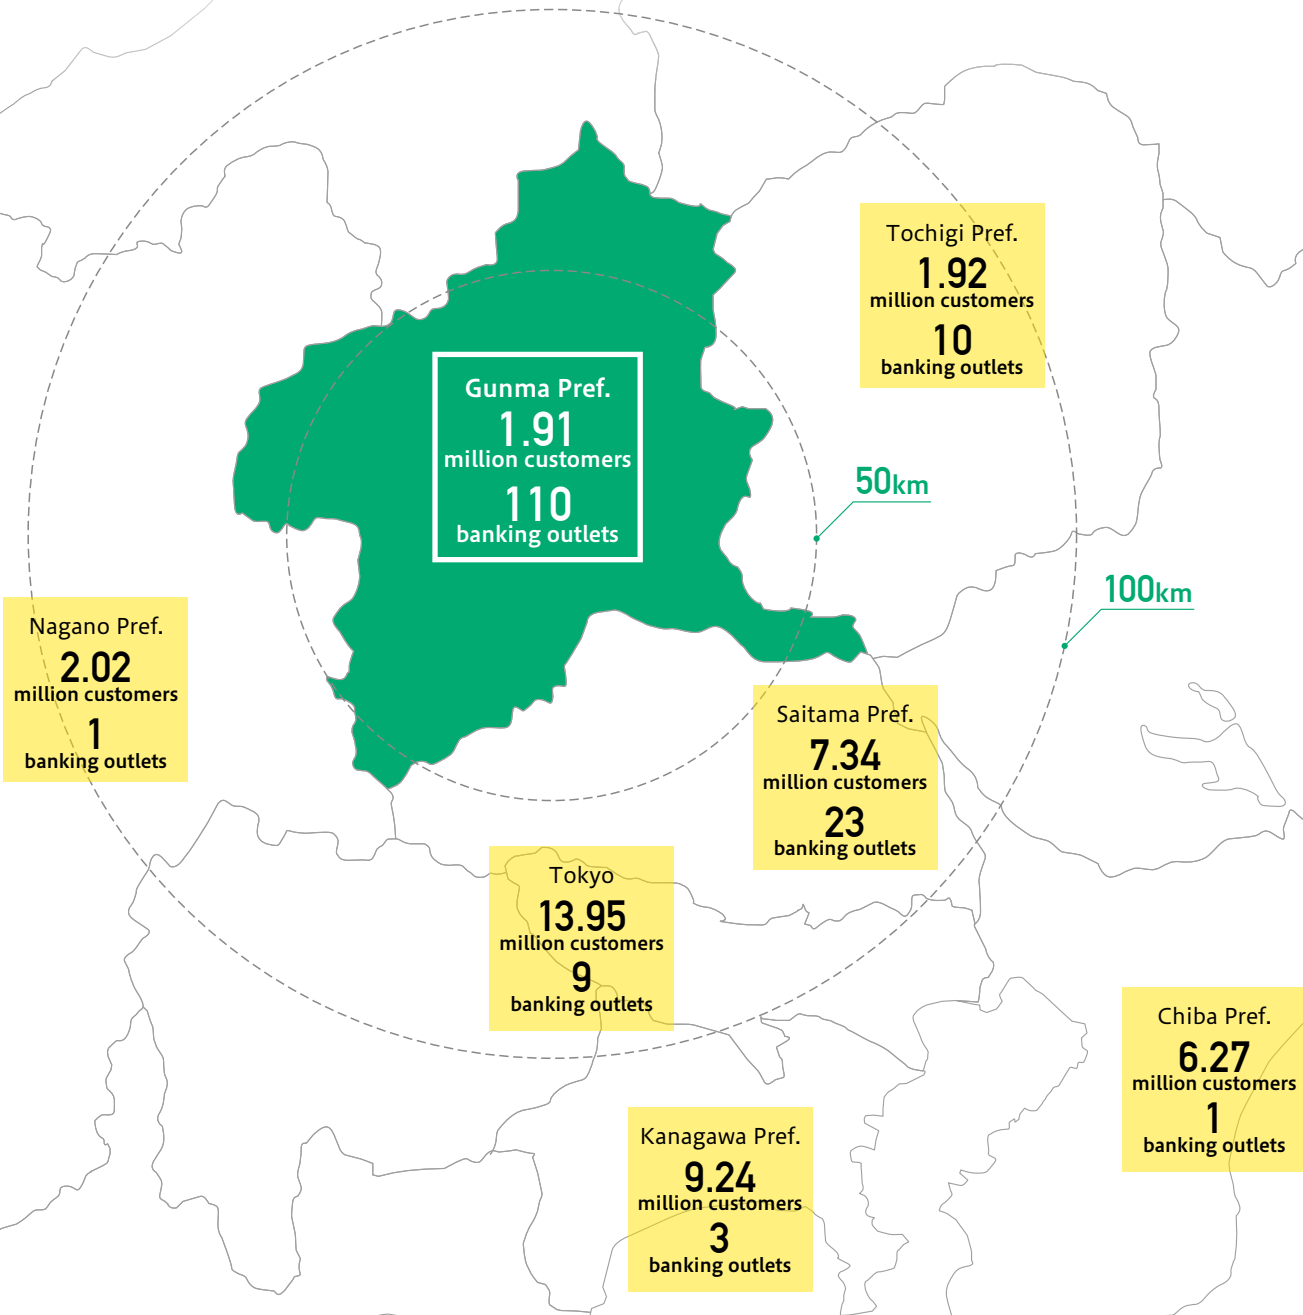 Tochigi Pref.
1.92
million customers
10
banking outlets
Gunma Pref.
1.91
million customers
110
banking outlets
50km
100km
Nagano Pref.
2.02
million customers
1
banking outlets
Saitama Pref.
7.34
million customers
23
banking outlets
Tokyo
13.95
million customers
9
banking outlets
Chiba Pref.
6.27
million customers
1
banking outlets
Kanagawa Pref.
9.24
million customers
3
banking outlets